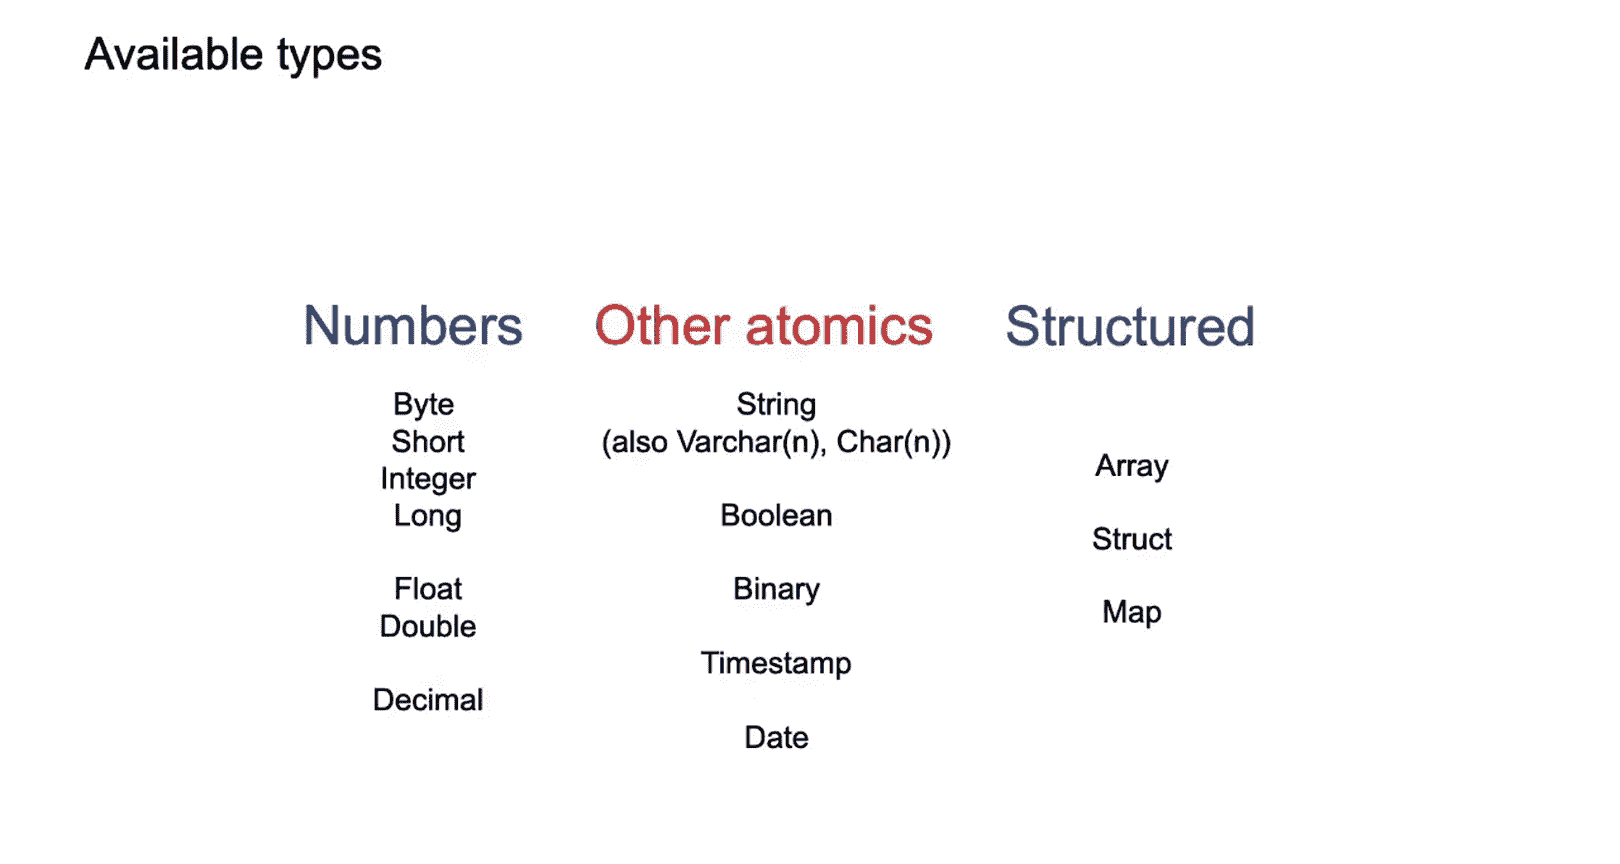 Available types
Numbers
Byte
Short
Integer
Long
Float
Double
Decimal
Other atomics
String
(also Varchar(n), Char(n))
Boolean
Binary
Timestamp
Date
Structured
Array
Struct
Map